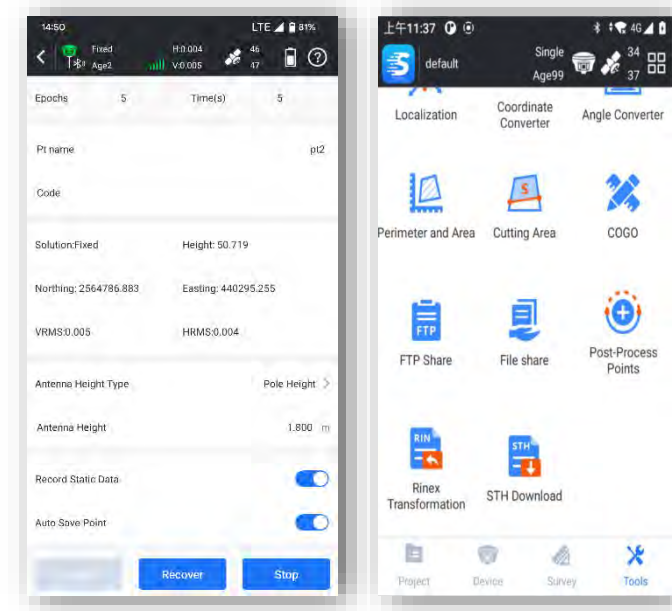 14:50
LTE 81%
Fixed
H:0.004
46
Age2
V:0.005
47
Epochs 5 Time(s) 5
Pt name pt2
Code
Solution:Fixed Height: 50.719
Northing: 2564786.883 Easting: 440295.255
VRMS:0.005 HRMS:0.004
Antenna Height Type Pole Height >
Antenna Height 1.800 m
Record Static Data
Auto Save Point
Recover Stop
上午11:37
4G
default
Single
34
Age99
37
Localization
Coordinate
Converter
Angle Converter
S
Perimeter and Area Cutting Area COGO
FTP
FTP Share File share
Post-Process
Points
RIN
STH
Rinex
Transformation
STH Download
Project Device Survey Tools